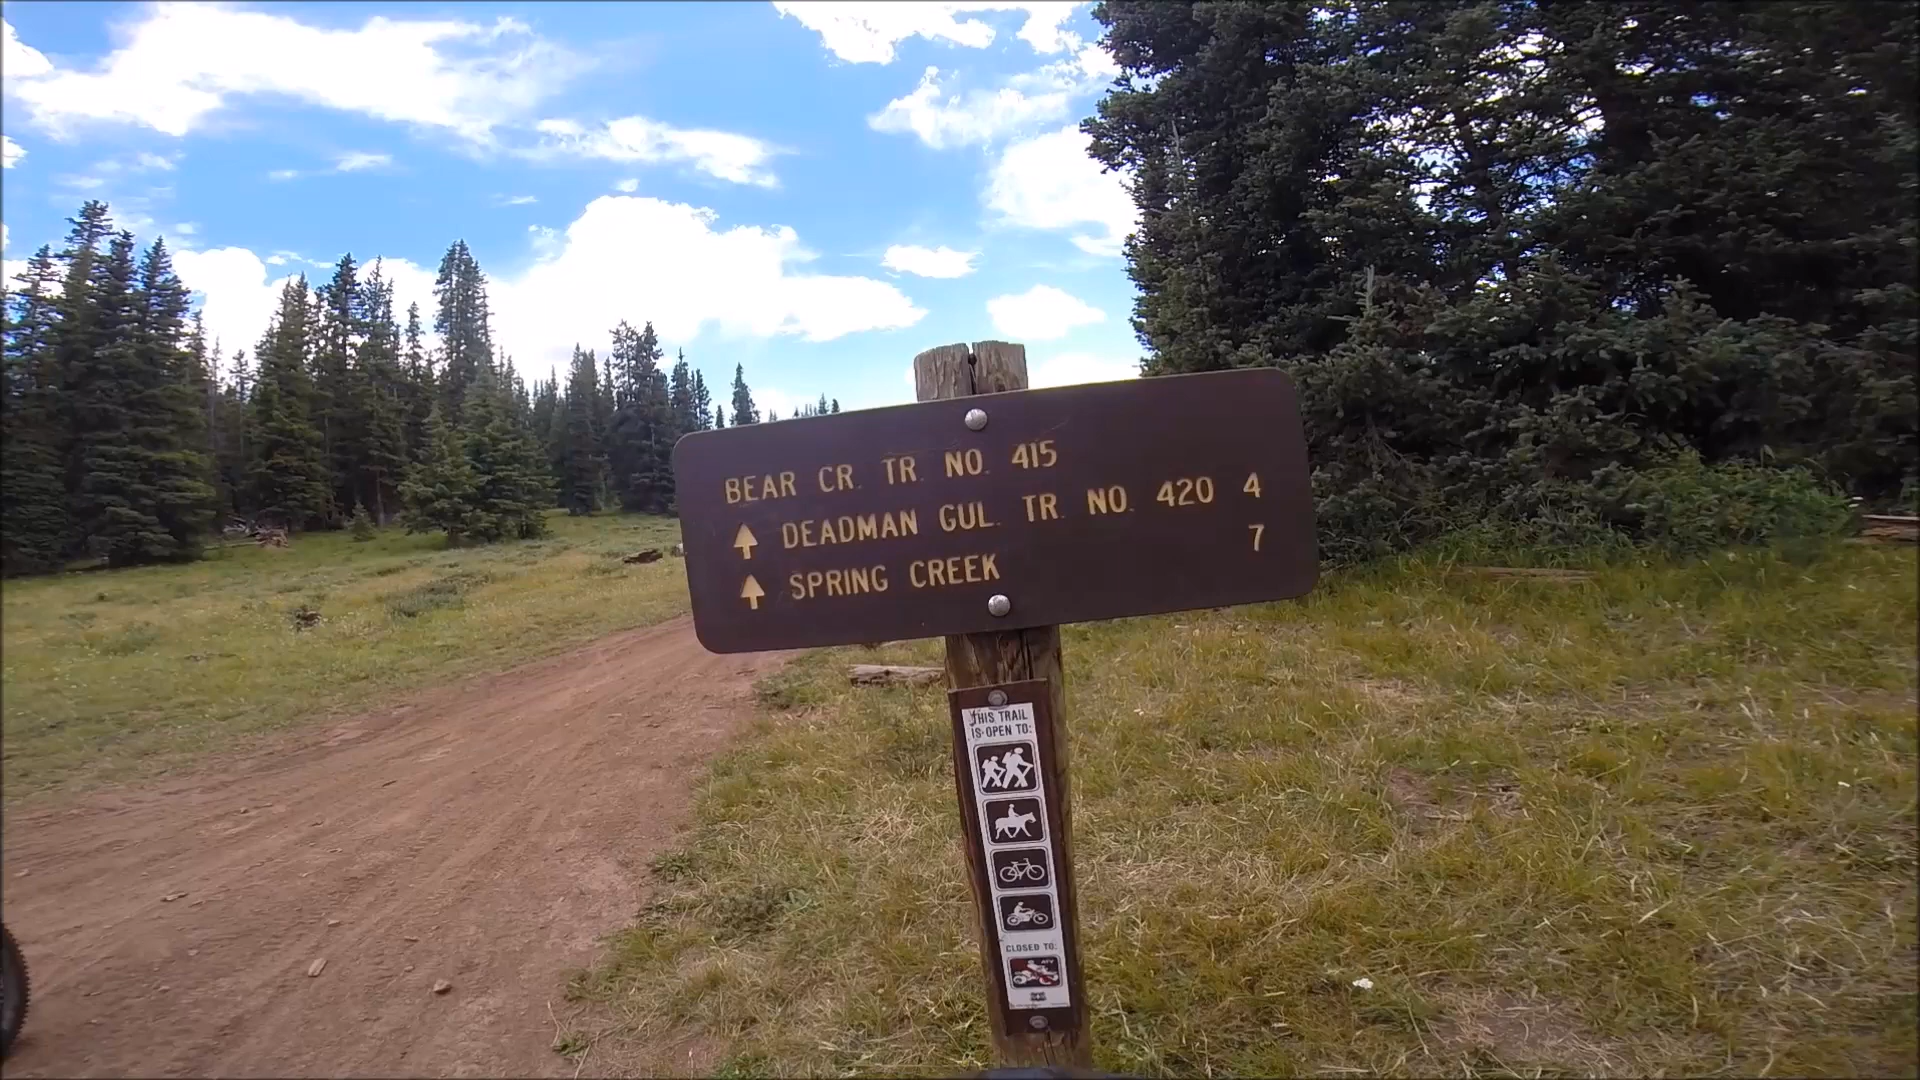 BEAR CR. TR. NO. 415
DEADMAN GUL. TR. NO. 420 4
SPRING CREEK 7
THIS TRAIL
IS OPEN TO:
CLOSED TO:
ATV